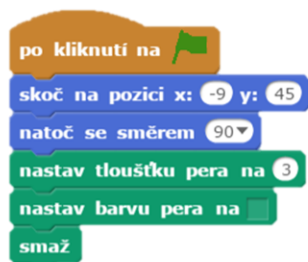 po kliknutí na
skoč na pozici x: -9 y: 45
natoč se směrem 90
nastav tloušťku pera na 3
nastav barvu pera na
smaž